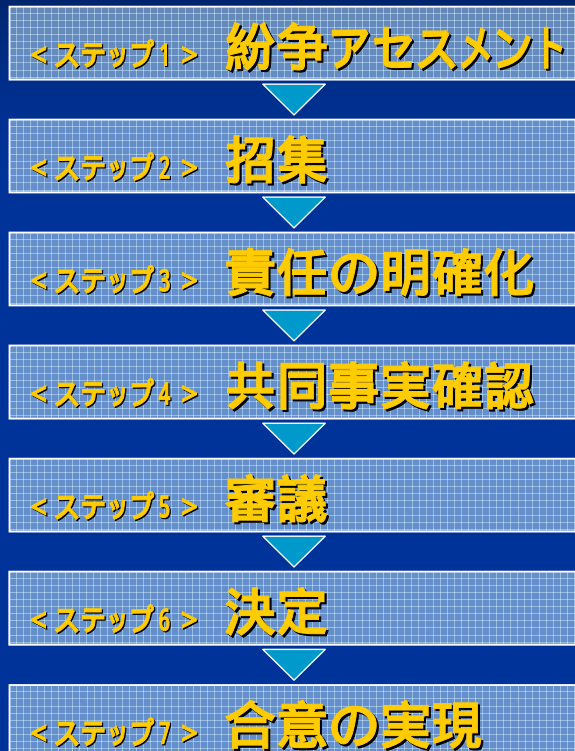 <ステップ1> 紛争アセスメント
<ステップ2> 招集
<ステップ3> 責任の明確化
<ステップ4> 共同事実確認
<ステップ5> 審議
<ステップ6> 決定
<ステップ7> 合意の実現